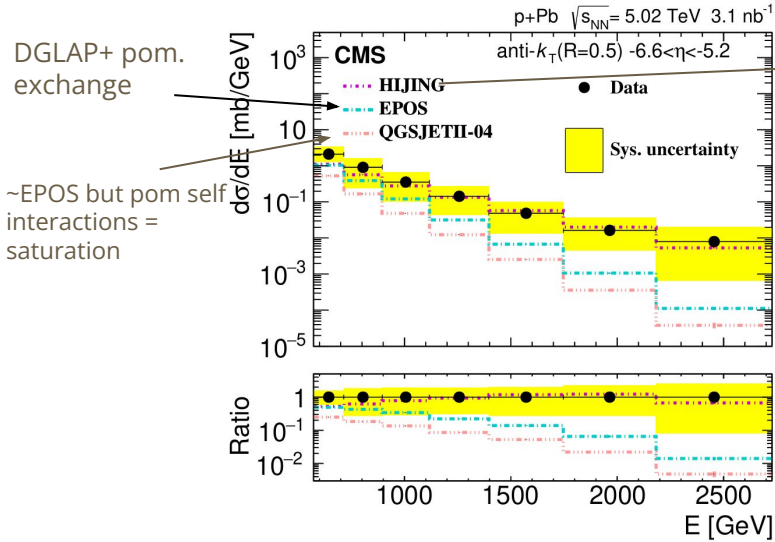 p+Pb √s_NN = 5.02 TeV 3.1 nb⁻¹
DGLAP+ pom.
exchange
CMS
anti-k_T(R=0.5) -6.6<η<-5.2
HIJING
EPOS
QGSJETII-04
Data
Sys. uncertainty
~EPOS but pom self
interactions =
saturation
dσ/dE [mb/GeV]
10³
10
10⁻¹
10⁻³
10⁻⁵
Ratio
1
10⁻¹
10⁻²
1000 1500 2000 2500
E [GeV]